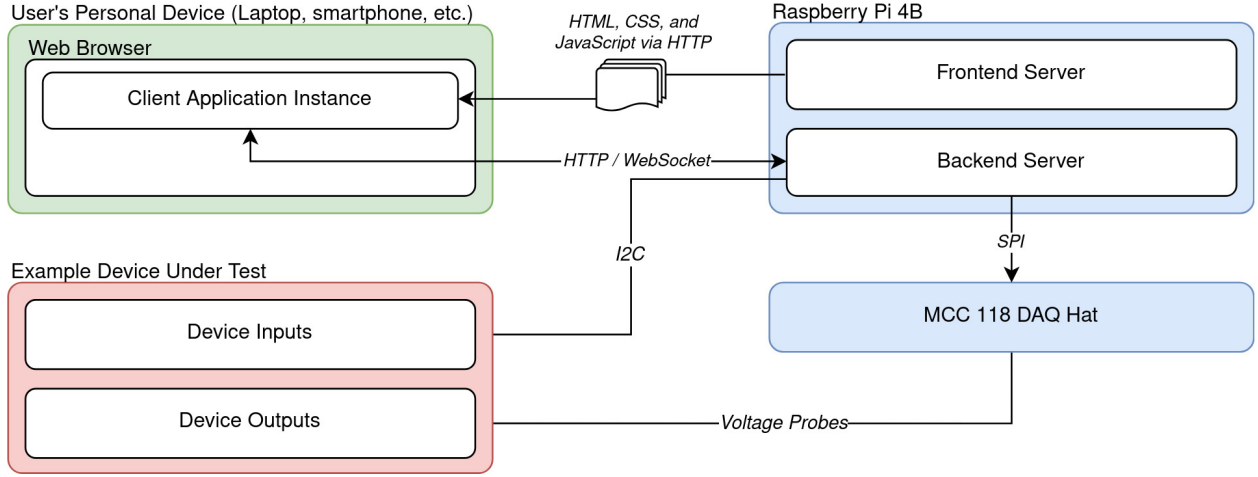 User's Personal Device (Laptop, smartphone, etc.)
Web Browser
Client Application Instance
HTML, CSS, and
JavaScript via HTTP
Raspberry Pi 4B
Frontend Server
Backend Server
HTTP / WebSocket
I2C
SPI
Example Device Under Test
Device Inputs
Device Outputs
MCC 118 DAQ Hat
Voltage Probes